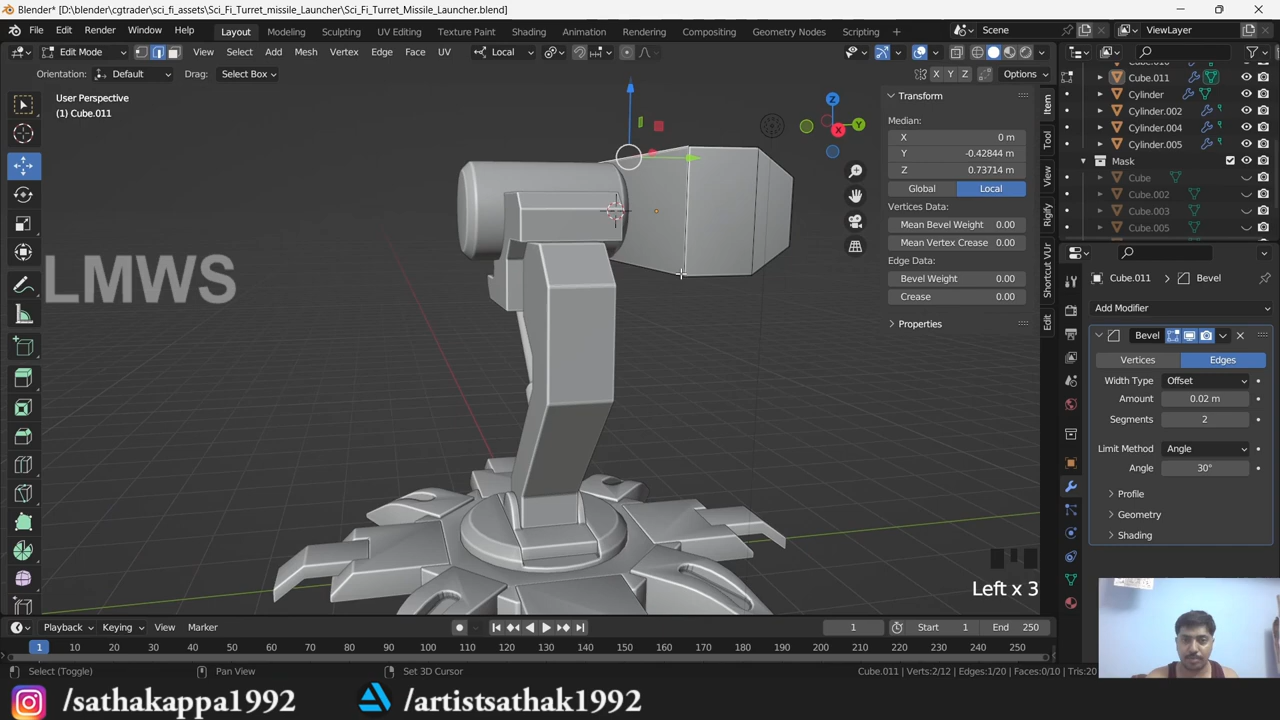 Blender* [D:\blender\cgtrader\sci_fi_assets\Sci_Fi_Turret_missile_Launcher\Sci_Fi_Turret_Missile_Launcher.blend]
File Edit Render Window Help Layout Modeling Sculpting UV Editing Texture Paint Shading Animation Rendering Compositing Geometry Nodes Scripting + Scene ViewLayer
Edit Mode View Select Add Mesh Vertex Edge Face UV Local
Orientation: Default Drag: Select Box X Y Z Options
User Perspective
(1) Cube.011
Z
Y
X
LMWS
Left x 3
Transform
Median:
X 0 m
Y -0.42844 m
Z 0.73714 m
Global Local
Vertices Data:
Mean Bevel Weight 0.00
Mean Vertex Crease 0.00
Edge Data:
Bevel Weight 0.00
Crease 0.00
Properties
Item
Tool
View
Rigify
Shortcut VUr
Edit
Cube.011
Cylinder
Cylinder.002
Cylinder.004
Cylinder.005
Mask
Cube
Cube.002
Cube.003
Cube.005
Cube.011 > Bevel
Add Modifier
Bevel
Vertices Edges
Width Type Offset
Amount 0.02 m
Segments 2
Limit Method Angle
Angle 30°
Profile
Geometry
Shading
Playback Keying View Marker 1 Start 1 End 250
1 10 20 30 40 50 60 70 80 90 100 110 120 130 140 150 160 170 180 190 200 210 220 230 240 250
Select (Toggle) Pan View Set 3D Cursor Cube.011 | Verts:2/12 | Edges:1/20 | Faces:0/10 | Tris:20
/sathakappa1992 /artistsathak1992